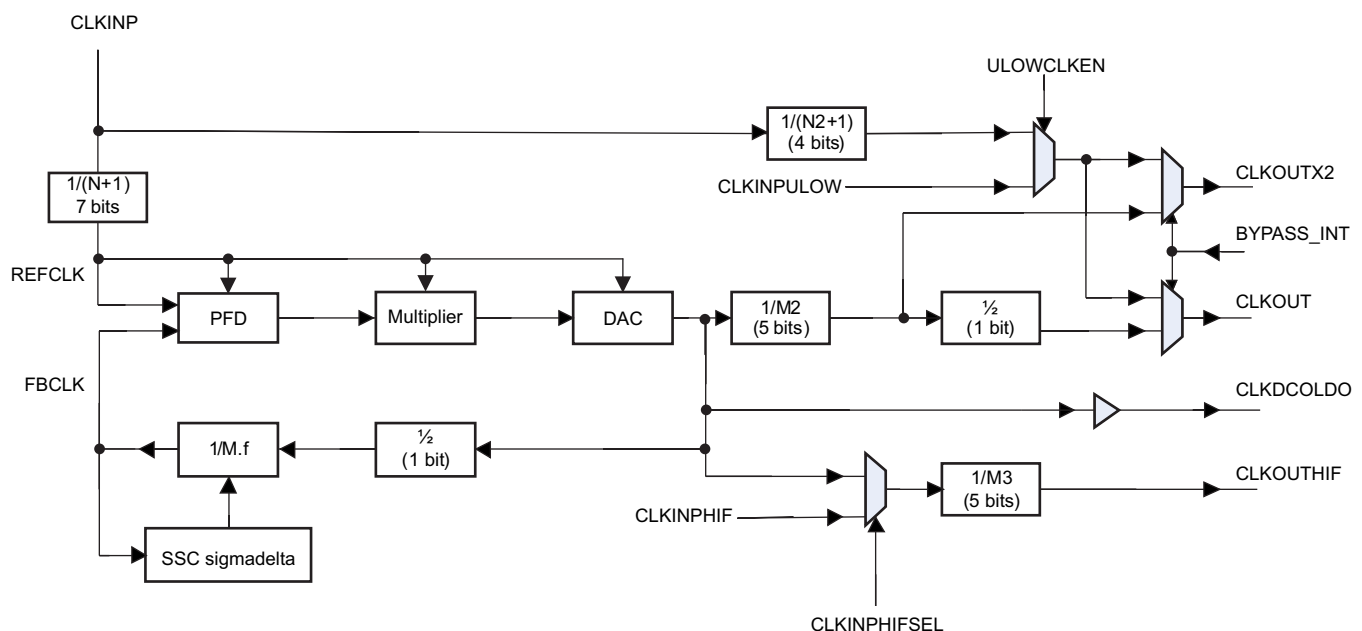 CLKINP
ULOWCLKEN
1/(N2+1)
(4 bits)
CLKINPULOW
CLKOUTX2
1/(N+1)
7 bits
BYPASS_INT
REFCLK
PFD
Multiplier
DAC
1/M2
(5 bits)
½
(1 bit)
CLKOUT
FBCLK
CLKDCOLDO
1/M.f
½
(1 bit)
1/M3
(5 bits)
CLKOUTHIF
CLKINPHIF
SSC sigmadelta
CLKINPHIFSEL